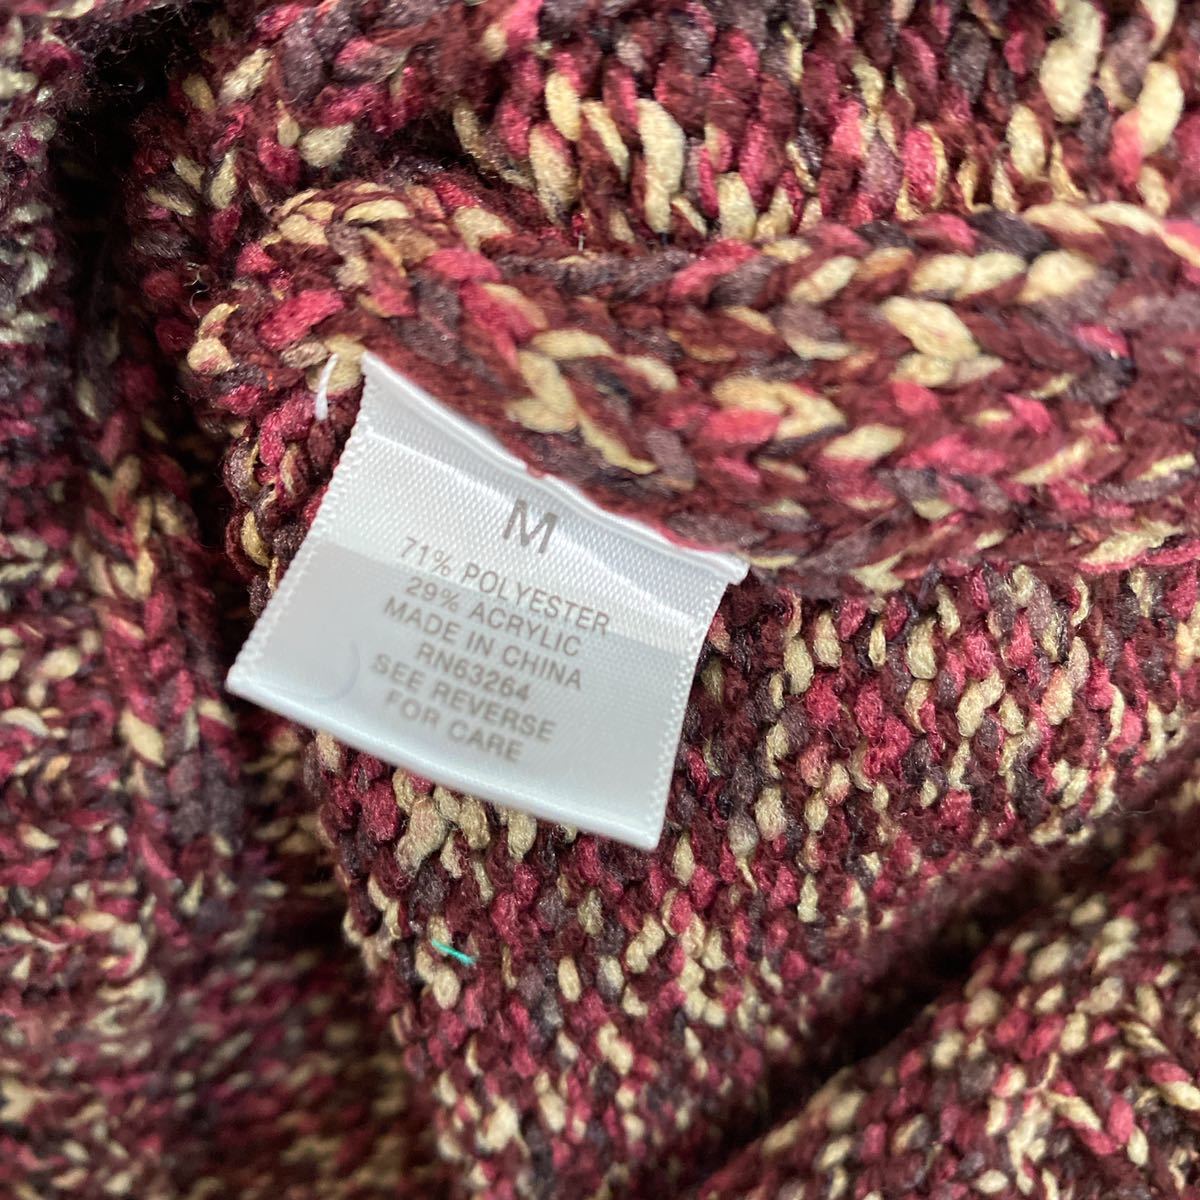 M
71% POLYESTER
29% ACRYLIC
MADE IN CHINA
RN63264
SEE REVERSE
FOR CARE